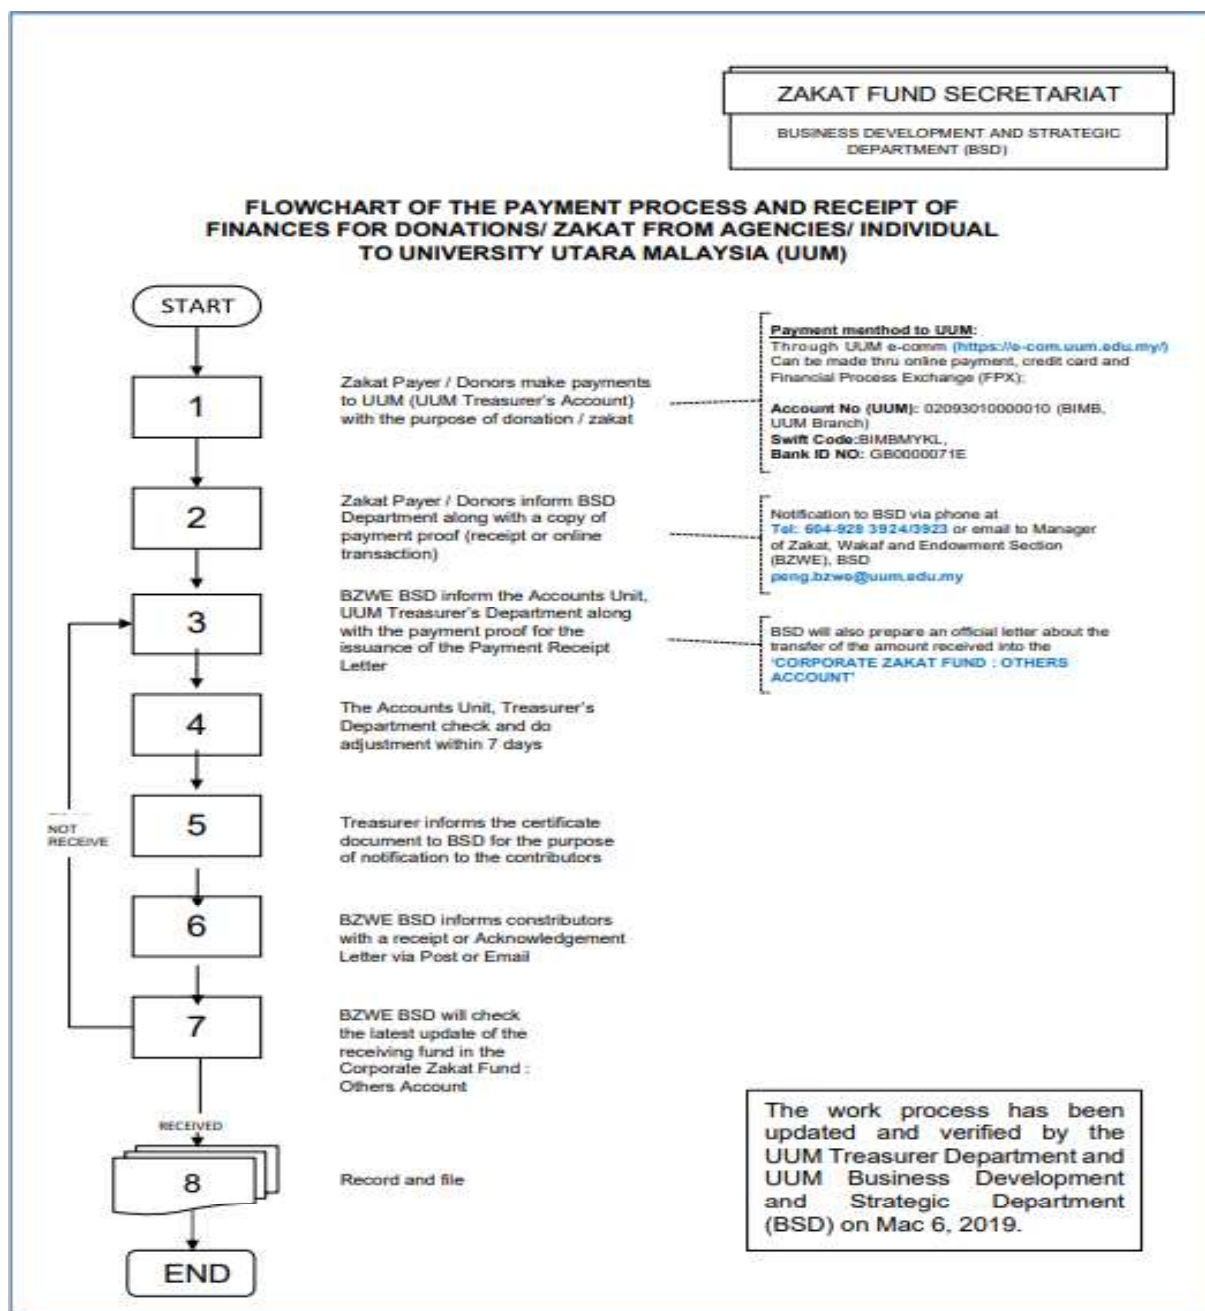 ZAKAT FUND SECRETARIAT
BUSINESS DEVELOPMENT AND STRATEGIC
DEPARTMENT (BSD)
FLOWCHART OF THE PAYMENT PROCESS AND RECEIPT OF
FINANCES FOR DONATIONS/ ZAKAT FROM AGENCIES/ INDIVIDUAL
TO UNIVERSITY UTARA MALAYSIA (UUM)
START
1
Zakat Payer / Donors make payments
to UUM (UUM Treasurer's Account)
with the purpose of donation / zakat
Payment menthod to UUM:
Through UUM e-comm (https://e-com.uum.edu.my/)
Can be made thru online payment, credit card and
Financial Process Exchange (FPX);
Account No (UUM): 02093010000010 (BIMB,
UUM Branch)
Swift Code:BIMBMYKL,
Bank ID NO: GB0000071E
2
Zakat Payer / Donors inform BSD
Department along with a copy of
payment proof (receipt or online
transaction)
Notification to BSD via phone at
Tel: 604-928 3924/3923 or email to Manager
of Zakat, Wakaf and Endowment Section
(BZWE), BSD
peng.bzwe@uum.edu.my
3
BZWE BSD inform the Accounts Unit,
UUM Treasurer's Department along
with the payment proof for the
issuance of the Payment Receipt
Letter
BSD will also prepare an official letter about the
transfer of the amount received into the
'CORPORATE ZAKAT FUND : OTHERS
ACCOUNT'
4
The Accounts Unit, Treasurer's
Department check and do
adjustment within 7 days
5
Treasurer informs the certificate
document to BSD for the purpose
of notification to the contributors
NOT
RECEIVE
6
BZWE BSD informs constributors
with a receipt or Acknowledgement
Letter via Post or Email
7
BZWE BSD will check
the latest update of the
receiving fund in the
Corporate Zakat Fund :
Others Account
RECEIVED
8
Record and file
END
The work process has been
updated and verified by the
UUM Treasurer Department and
UUM Business Development
and Strategic Department
(BSD) on Mac 6, 2019.